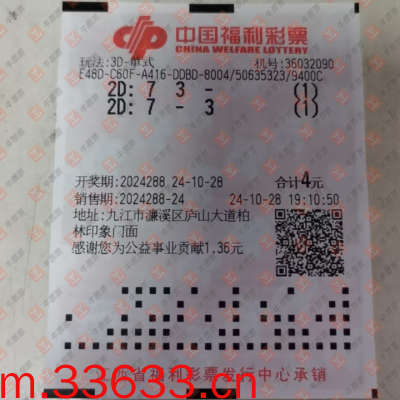 中国福利彩票
CHINA WELFARE LOTTERY
玩法:3D-单式 机号:36032090
E48D-C60F-A416-DDBD-8004/50635323/9400C
2D: 7 3 - (1)
2D: 7 - 3 (1)
开奖期:2024288 24-10-28 合计4元
销售期:2024288-24 24-10-28 19:10:50
地址:九江市濂溪区庐山大道柏
林印象门面
感谢您为公益事业贡献1.36元
省福利彩票发行中心承销
m.33633.cn